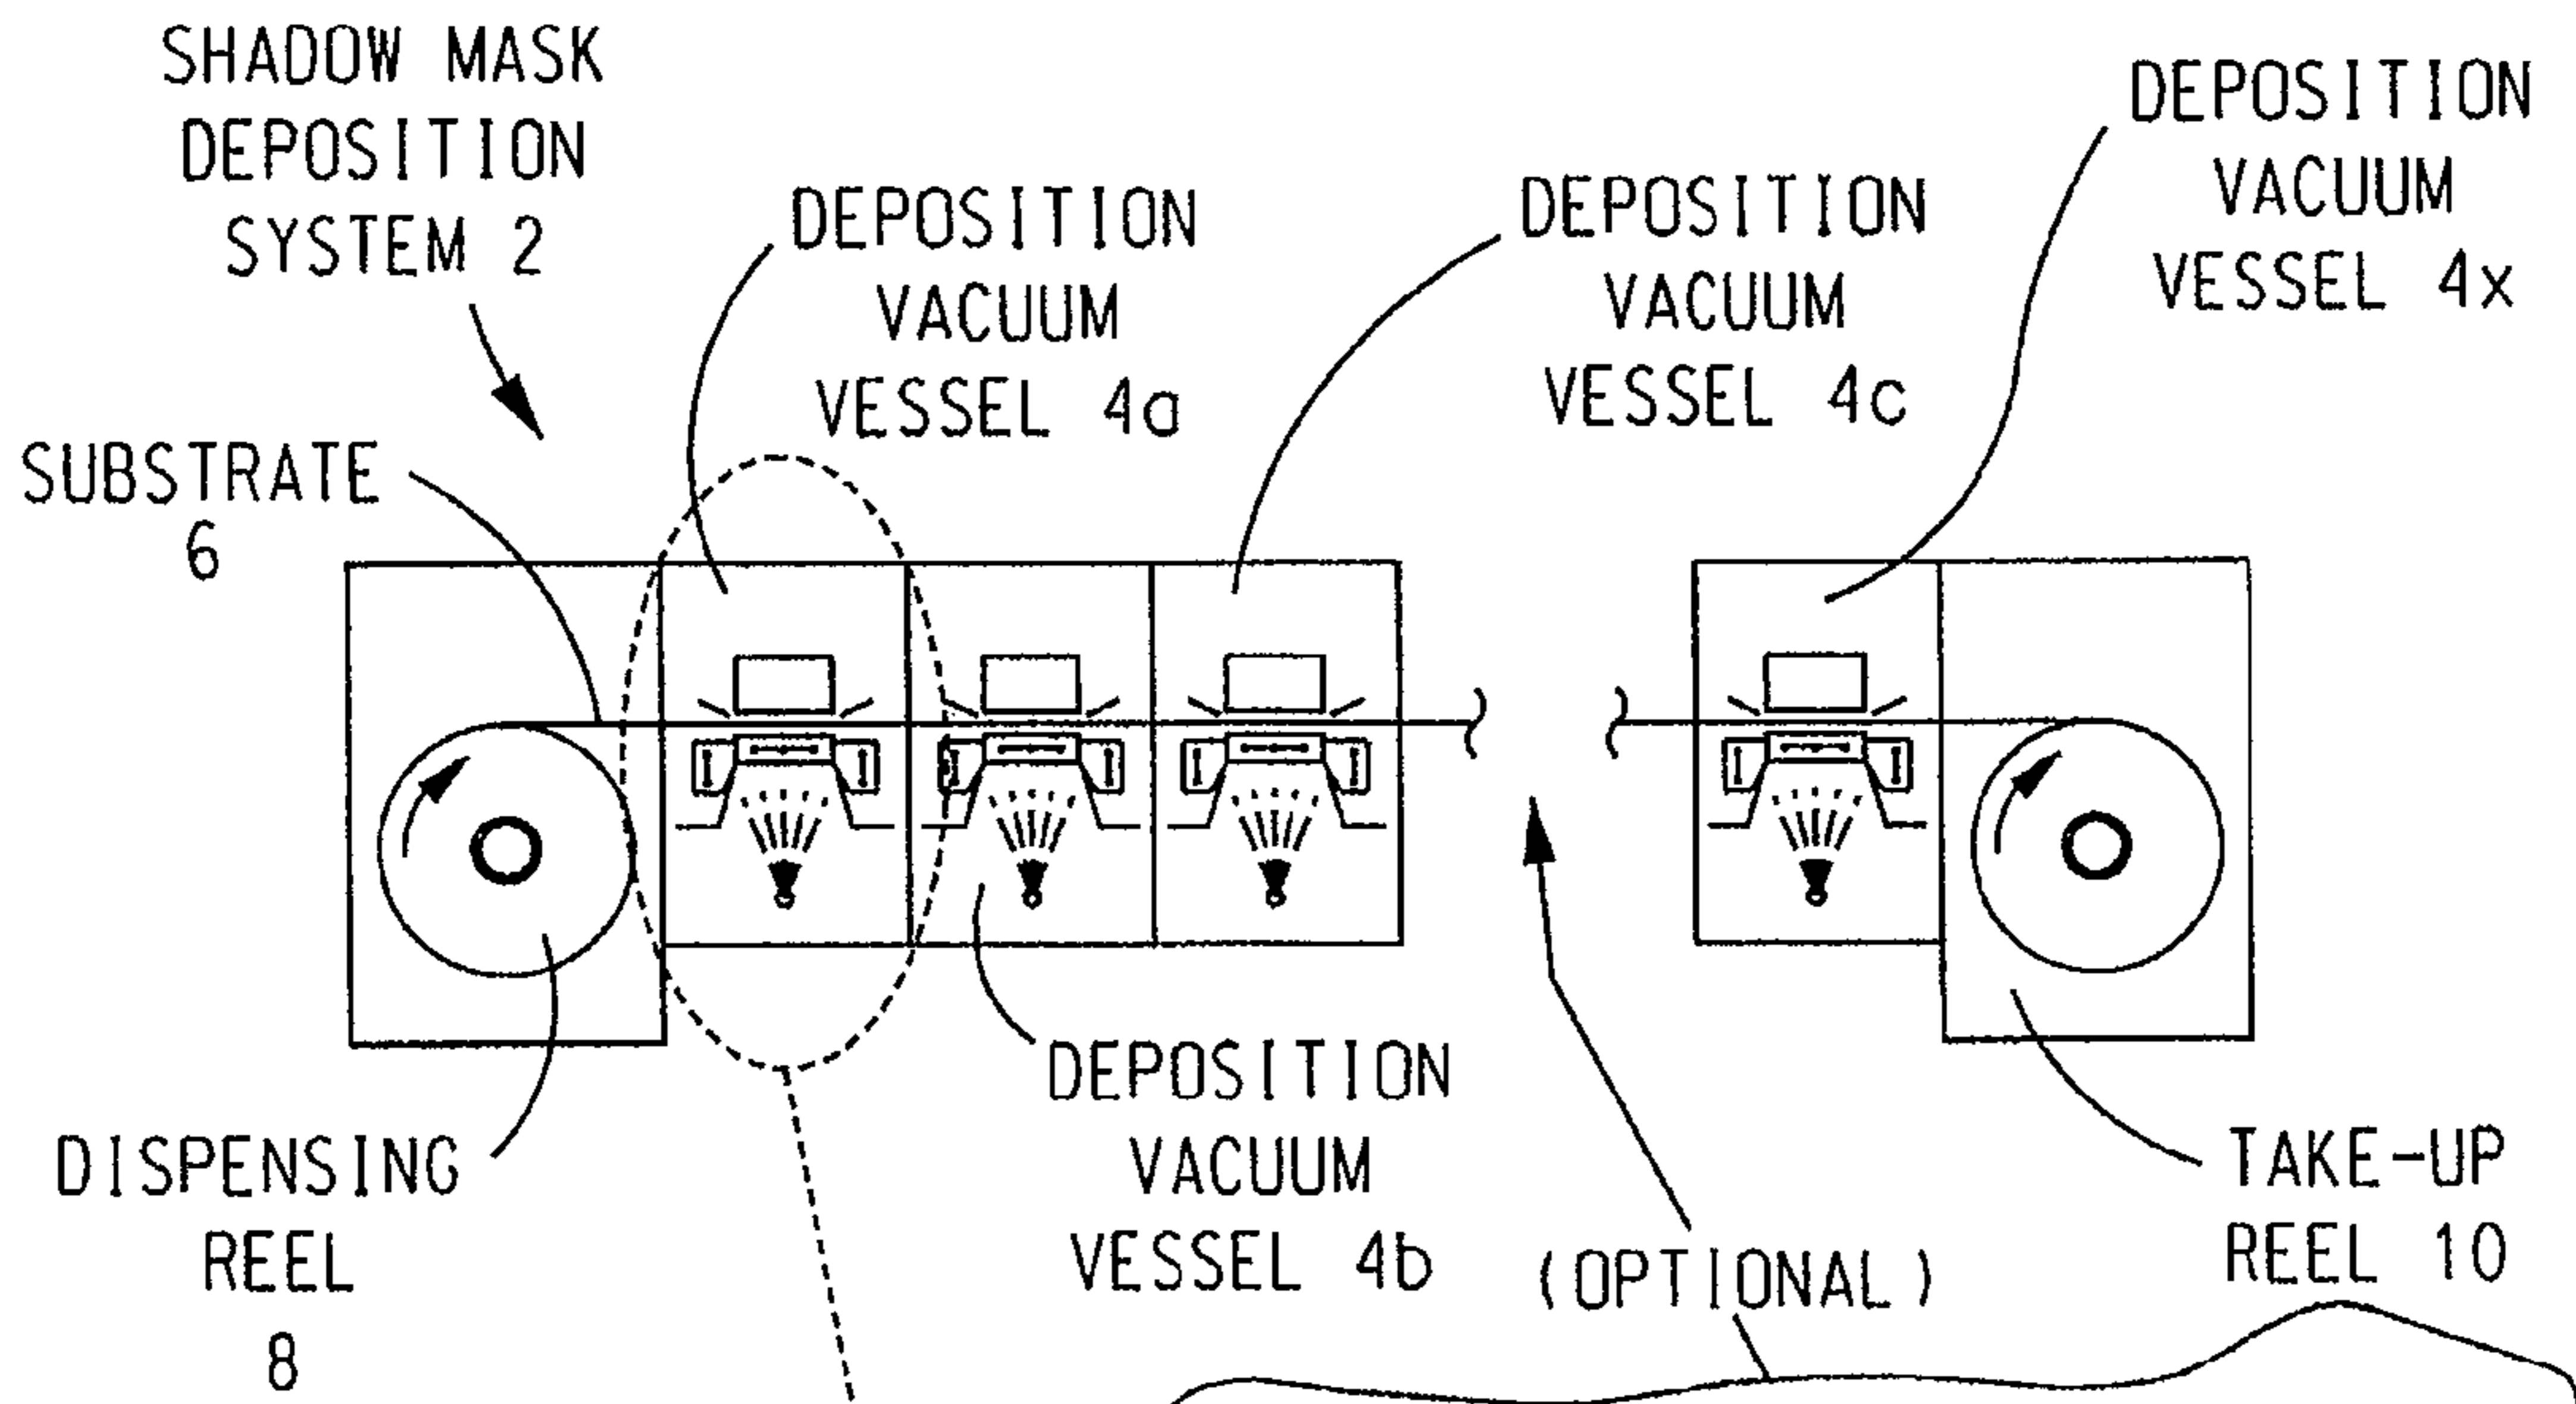 SHADOW MASK
DEPOSITION
SYSTEM 2
DEPOSITION
VACUUM
VESSEL 4a
DEPOSITION
VACUUM
VESSEL 4c
DEPOSITION
VACUUM
VESSEL 4x
SUBSTRATE
6
DISPENSING
REEL
8
DEPOSITION
VACUUM
VESSEL 4b
(OPTIONAL)
TAKE-UP
REEL 10